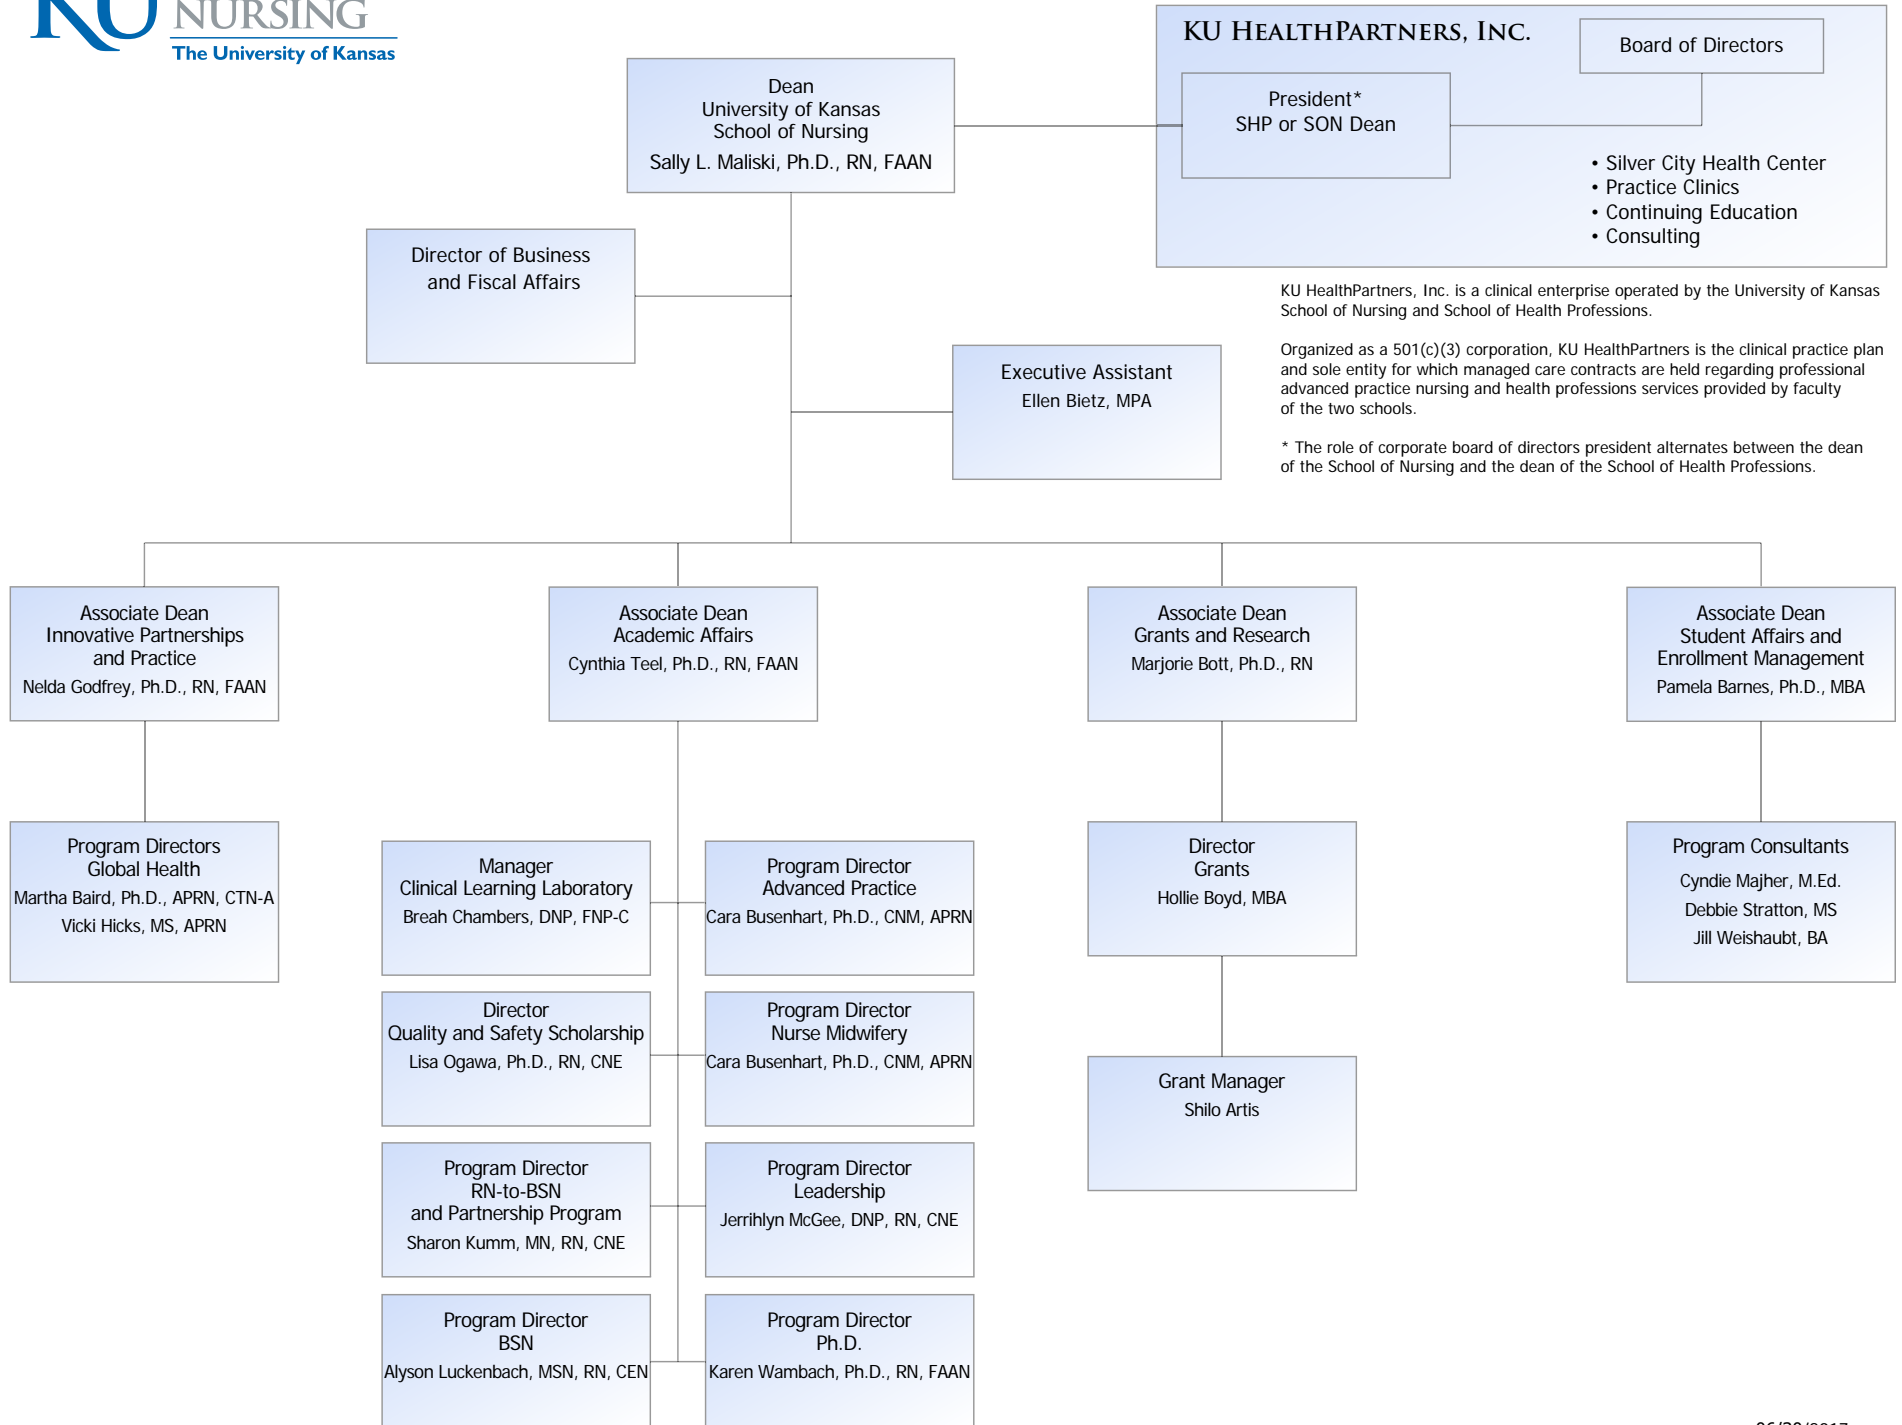 KU NURSING
The University of Kansas
KU HEALTHPARTNERS, INC.
Board of Directors
President*
SHP or SON Dean
• Silver City Health Center
• Practice Clinics
• Continuing Education
• Consulting
Dean
University of Kansas
School of Nursing
Sally L. Maliski, Ph.D., RN, FAAN
Director of Business
and Fiscal Affairs
Executive Assistant
Ellen Bietz, MPA
KU HealthPartners, Inc. is a clinical enterprise operated by the University of Kansas
School of Nursing and School of Health Professions.
Organized as a 501(c)(3) corporation, KU HealthPartners is the clinical practice plan
and sole entity for which managed care contracts are held regarding professional
advanced practice nursing and health professions services provided by faculty
of the two schools.
* The role of corporate board of directors president alternates between the dean
of the School of Nursing and the dean of the School of Health Professions.
Associate Dean
Innovative Partnerships
and Practice
Nelda Godfrey, Ph.D., RN, FAAN
Associate Dean
Academic Affairs
Cynthia Teel, Ph.D., RN, FAAN
Associate Dean
Grants and Research
Marjorie Bott, Ph.D., RN
Associate Dean
Student Affairs and
Enrollment Management
Pamela Barnes, Ph.D., MBA
Program Directors
Global Health
Martha Baird, Ph.D., APRN, CTN-A
Vicki Hicks, MS, APRN
Manager
Clinical Learning Laboratory
Breah Chambers, DNP, FNP-C
Program Director
Advanced Practice
Cara Busenhart, Ph.D., CNM, APRN
Director
Grants
Hollie Boyd, MBA
Program Consultants
Cyndie Majher, M.Ed.
Debbie Stratton, MS
Jill Weishaubt, BA
Director
Quality and Safety Scholarship
Lisa Ogawa, Ph.D., RN, CNE
Program Director
Nurse Midwifery
Cara Busenhart, Ph.D., CNM, APRN
Grant Manager
Shilo Artis
Program Director
RN-to-BSN
and Partnership Program
Sharon Kumm, MN, RN, CNE
Program Director
Leadership
Jerrihlyn McGee, DNP, RN, CNE
Program Director
BSN
Alyson Luckenbach, MSN, RN, CEN
Program Director
Ph.D.
Karen Wambach, Ph.D., RN, FAAN